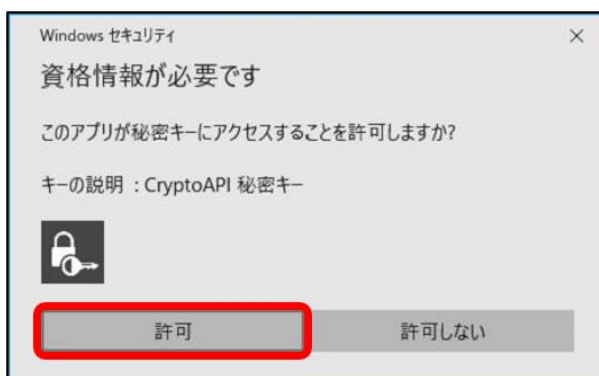 Windows セキュリティ
資格情報が必要です
このアプリが秘密キーにアクセスすることを許可しますか?
キーの説明 : CryptoAPI 秘密キー
許可
許可しない